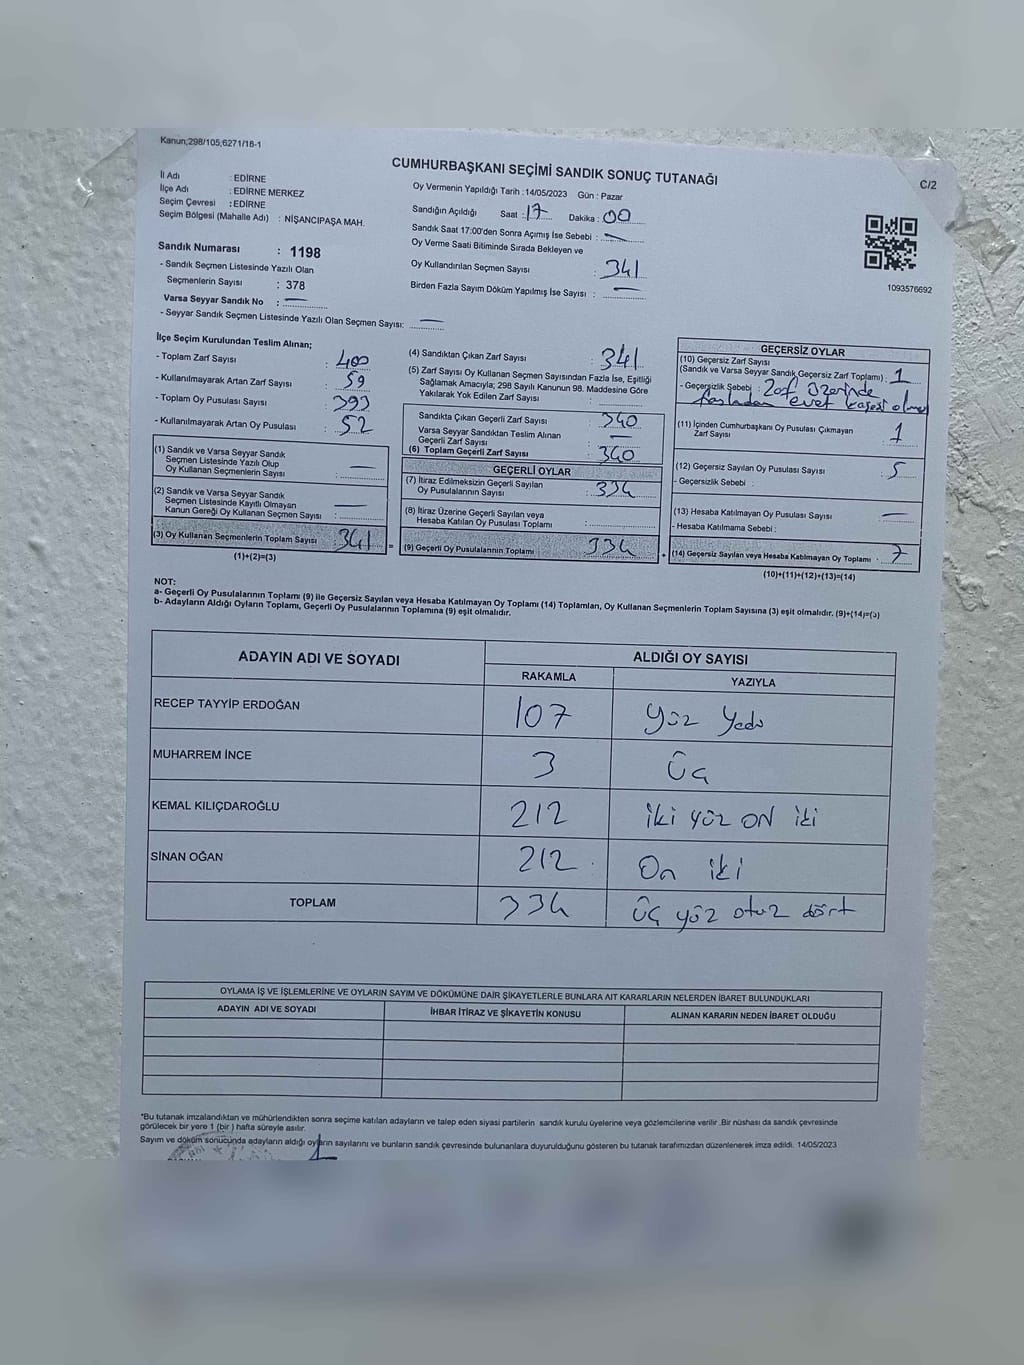 Kanun;298/105;6271/18-1
CUMHURBAŞKANI SEÇİMİ SANDIK SONUÇ TUTANAĞI
C/2
İl Adı : EDİRNE
İlçe Adı : EDİRNE MERKEZ
Seçim Çevresi : EDİRNE
Seçim Bölgesi (Mahalle Adı) : NİŞANCIPAŞA MAH.
Sandık Numarası : 1198
- Sandık Seçmen Listesinde Yazılı Olan
Seçmenlerin Sayısı : 378
Varsa Seyyar Sandık No : —
- Seyyar Sandık Seçmen Listesinde Yazılı Olan Seçmen Sayısı: —
Oy Vermenin Yapıldığı Tarih : 14/05/2023 Gün : Pazar
Sandığın Açıldığı Saat : 17 Dakika : 00
Sandık Saat 17:00'den Sonra Açımış İse Sebebi : —
Oy Verme Saati Bitiminde Sırada Bekleyen ve
Oy Kullandırılan Seçmen Sayısı : 341
Birden Fazla Sayım Döküm Yapılmış İse Sayısı : —
1093576692
İlçe Seçim Kurulundan Teslim Alınan;
- Toplam Zarf Sayısı : 400
- Kullanılmayarak Artan Zarf Sayısı : 59
- Toplam Oy Pusulası Sayısı : 393
- Kullanılmayarak Artan Oy Pusulası : 52
(1) Sandık ve Varsa Seyyar Sandık
Seçmen Listesinde Yazılı Olup
Oy Kullanan Seçmenlerin Sayısı : —
(2) Sandık ve Varsa Seyyar Sandık
Seçmen Listesinde Kayıtlı Olmayan
Kanun Gereği Oy Kullanan Seçmen Sayısı : —
(3) Oy Kullanan Seçmenlerin Toplam Sayısı : 341
(1)+(2)=(3)
(4) Sandıktan Çıkan Zarf Sayısı : 341
(5) Zarf Sayısı Oy Kullanan Seçmen Sayısından Fazla İse, Eşitliği
Sağlamak Amacıyla; 298 Sayılı Kanunun 98. Maddesine Göre
Yakılarak Yok Edilen Zarf Sayısı :
Sandıkta Çıkan Geçerli Zarf Sayısı : 340
Varsa Seyyar Sandıktan Teslim Alınan
Geçerli Zarf Sayısı : —
(6) Toplam Geçerli Zarf Sayısı : 340
GEÇERLİ OYLAR
(7) İtiraz Edilmeksizin Geçerli Sayılan
Oy Pusulalarının Sayısı : 334
(8) İtiraz Üzerine Geçerli Sayılan veya
Hesaba Katılan Oy Pusulası Toplamı :
(9) Geçerli Oy Pusulalarının Toplamı : 334
GEÇERSİZ OYLAR
(10) Geçersiz Zarf Sayısı
(Sandık ve Varsa Seyyar Sandık Geçersiz Zarf Toplamı) : 1
- Geçersizlik Sebebi : Zarf üzerinde
fazladan evet kaşesi olması
(11) İçinden Cumhurbaşkanı Oy Pusulası Çıkmayan
Zarf Sayısı : 1
(12) Geçersiz Sayılan Oy Pusulası Sayısı : 5
- Geçersizlik Sebebi :
(13) Hesaba Katılmayan Oy Pusulası Sayısı : —
- Hesaba Katılmama Sebebi :
(14) Geçersiz Sayılan veya Hesaba Katılmayan Oy Toplamı : 7
(10)+(11)+(12)+(13)=(14)
NOT:
a- Geçerli Oy Pusulalarının Toplamı (9) ile Geçersiz Sayılan veya Hesaba Katılmayan Oy Toplamı (14) Toplamları, Oy Kullanan Seçmenlerin Toplam Sayısına (3) eşit olmalıdır. (9)+(14)=(3)
b- Adayların Aldığı Oyların Toplamı, Geçerli Oy Pusulalarının Toplamına (9) eşit olmalıdır.
ADAYIN ADI VE SOYADI ALDIĞI OY SAYISI
RAKAMLA YAZIYLA
RECEP TAYYİP ERDOĞAN 107 Yüz Yedi
MUHARREM İNCE 3 Üç
KEMAL KILIÇDAROĞLU 212 iki yüz ON iki
SİNAN OĞAN 212 On iki
TOPLAM 334 Üç yüz otuz dört
OYLAMA İŞ VE İŞLEMLERİNE VE OYLARIN SAYIM VE DÖKÜMÜNE DAİR ŞİKAYETLERLE BUNLARA AİT KARARLARIN NELERDEN İBARET BULUNDUKLARI
ADAYIN ADI VE SOYADI İHBAR İTİRAZ VE ŞİKAYETİN KONUSU ALINAN KARARIN NEDEN İBARET OLDUĞU
*Bu tutanak imzalandıktan ve mühürlendikten sonra seçime katılan adayların ve talep eden siyasi partilerin sandık kurulu üyelerine veya gözlemcilerine verilir .Bir nüshası da sandık çevresinde
görülecek bir yere 1 (bir ) hafta süreyle asılır.
Sayım ve döküm sonucunda adayların aldığı oyların sayılarını ve bunların sandık çevresinde bulunanlara duyurulduğunu gösteren bu tutanak tarafımızdan düzenlenerek imza edildi. 14/05/2023